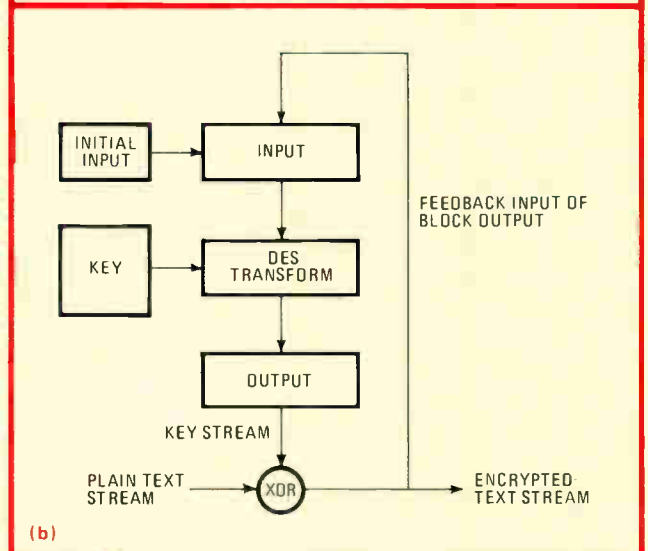 INITIAL
INPUT
INPUT
FEEDBACK INPUT OF
BLOCK OUTPUT
KEY
DES
TRANSFORM
OUTPUT
KEY STREAM
PLAIN TEXT
STREAM
XOR
ENCRYPTED-
TEXT STREAM
(b)